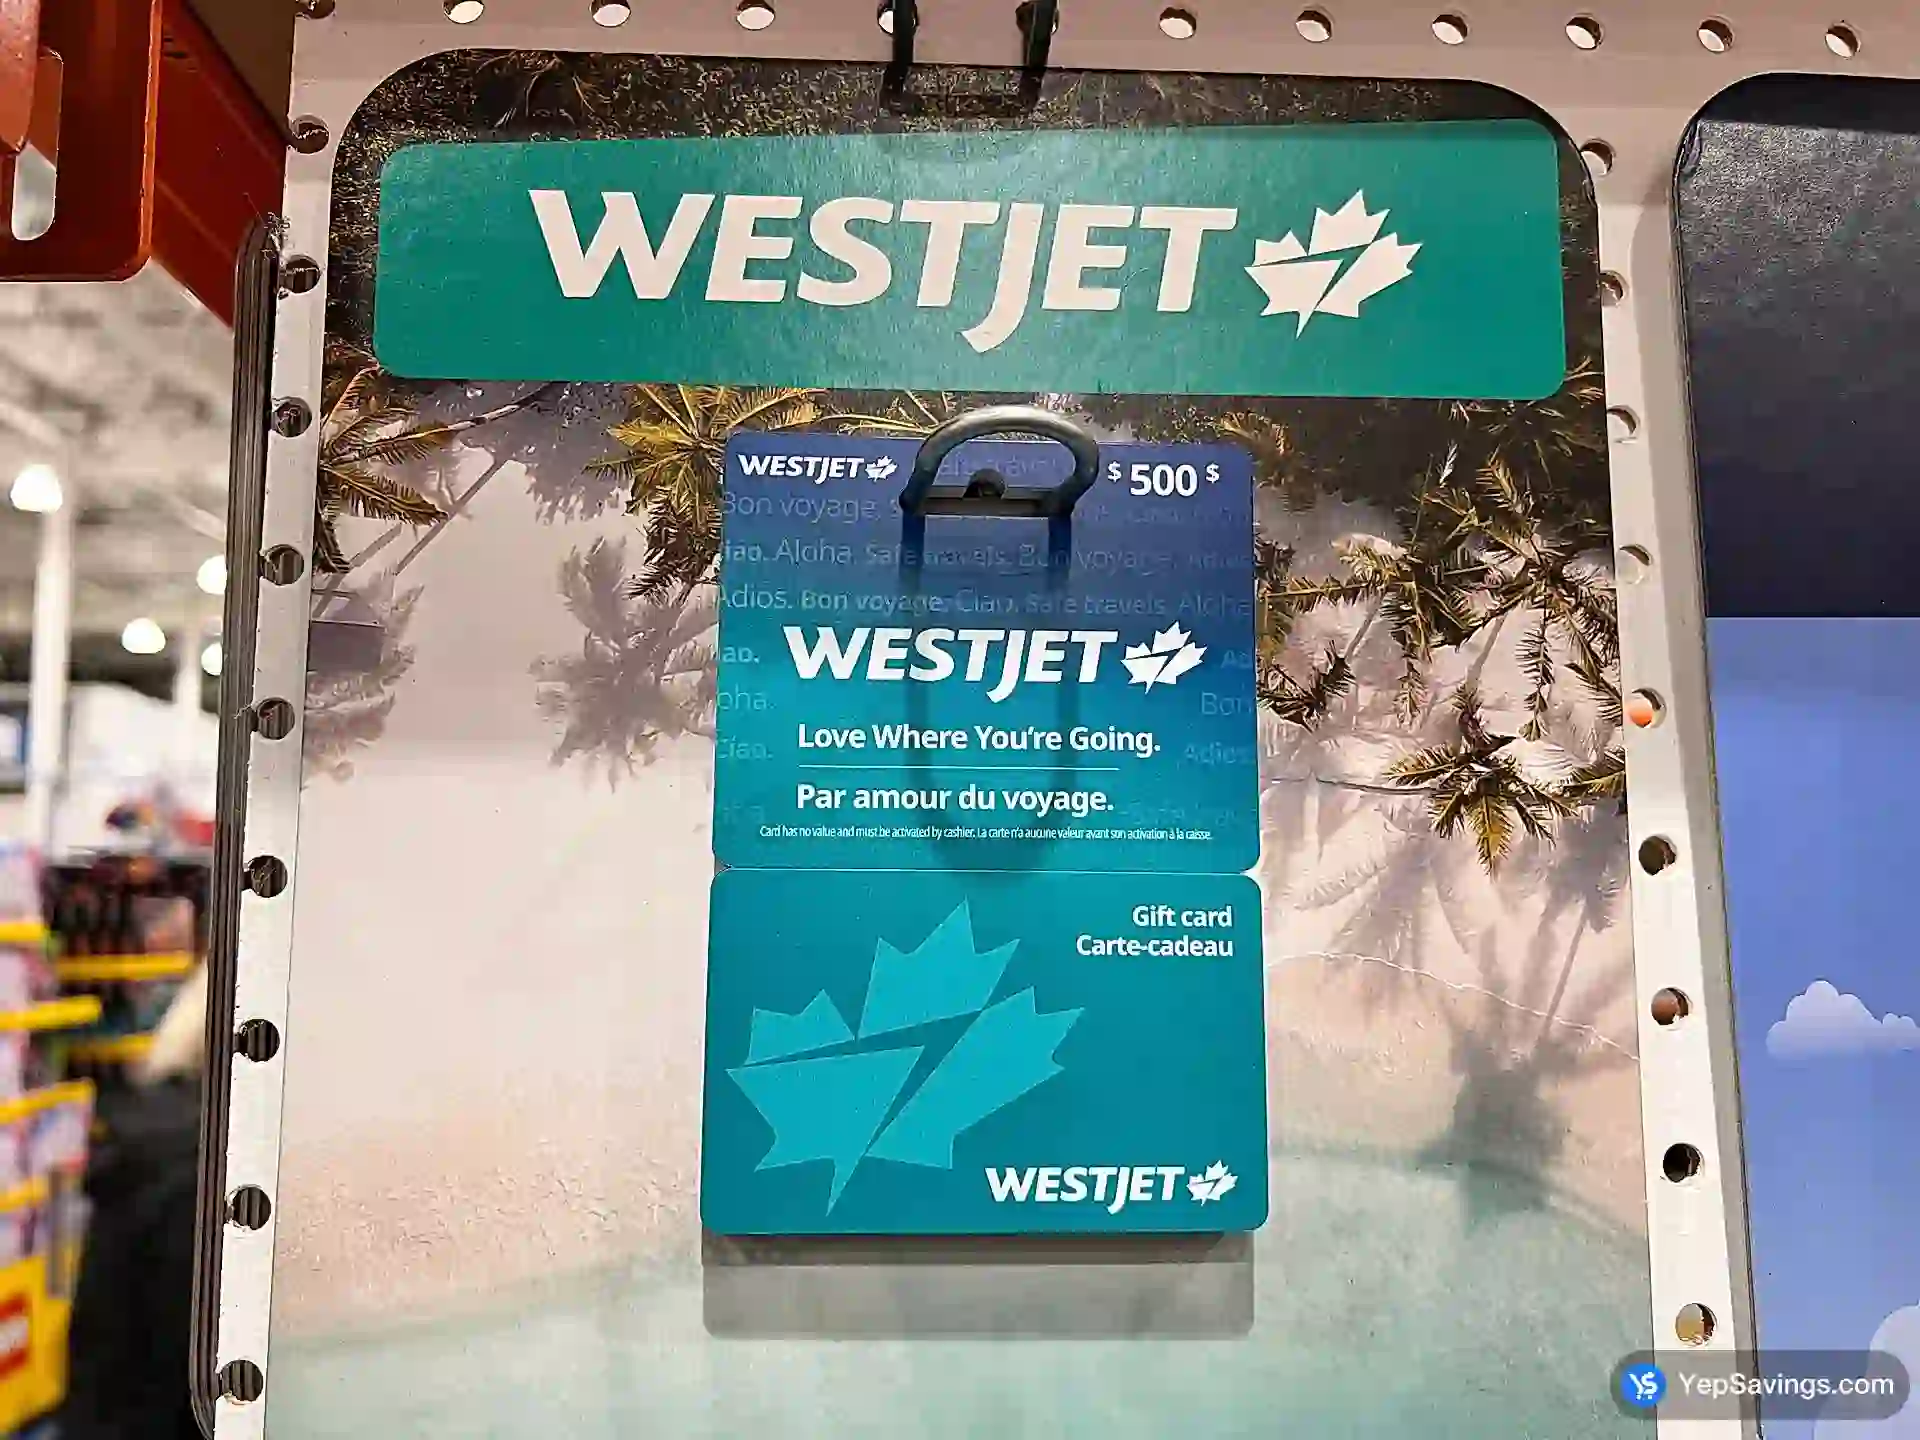 WESTJET
WESTJET
$ 500 $
Bon voyage.
Aloha. Safe travels. Bon voyage.
Adios. Bon voyage. Ciao. Safe travels. Aloha
WESTJET
Love Where You're Going.
Ciao. Adios
Par amour du voyage.
Card has no value and must be activated by cashier. La carte n'a aucune valeur avant son activation à la caisse.
Gift card
Carte-cadeau
WESTJET
YepSavings.com